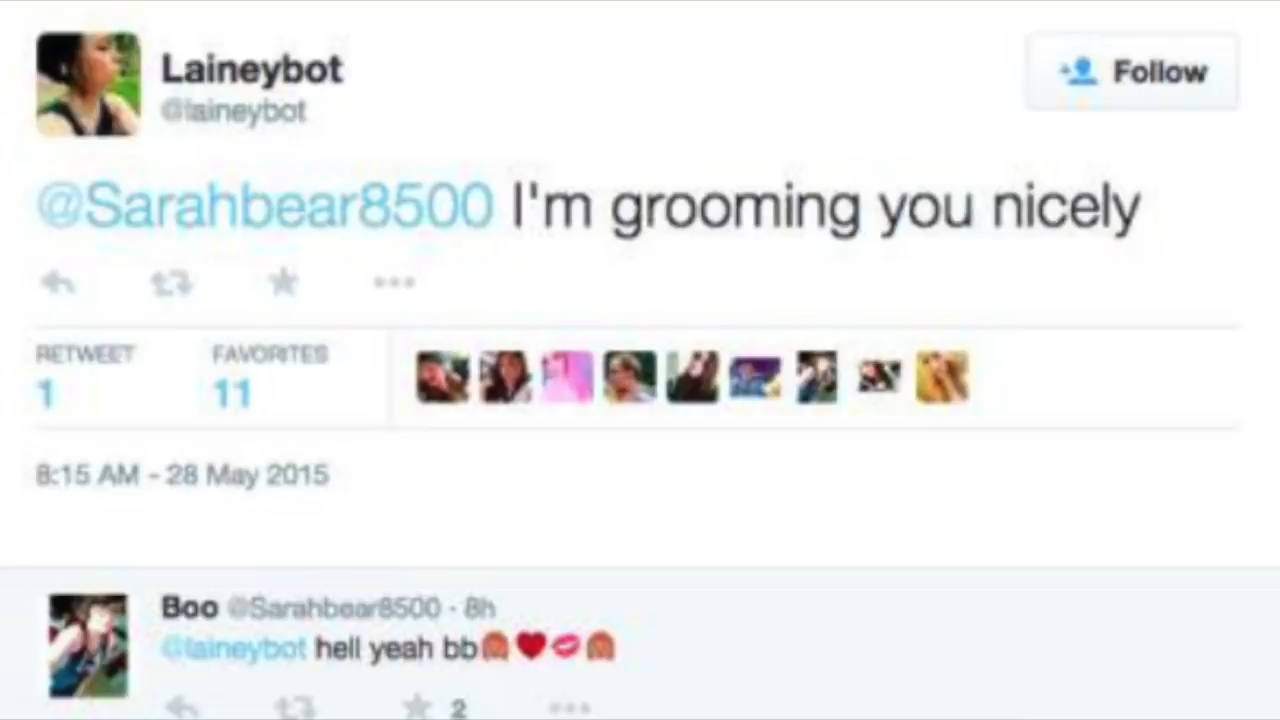 Laineybot
@laineybot
Follow
@Sarahbear8500 I'm grooming you nicely
RETWEET FAVORITES
1 11
8:15 AM - 28 May 2015
Boo @Sarahbear8500 · 8h
@laineybot hell yeah bb
2